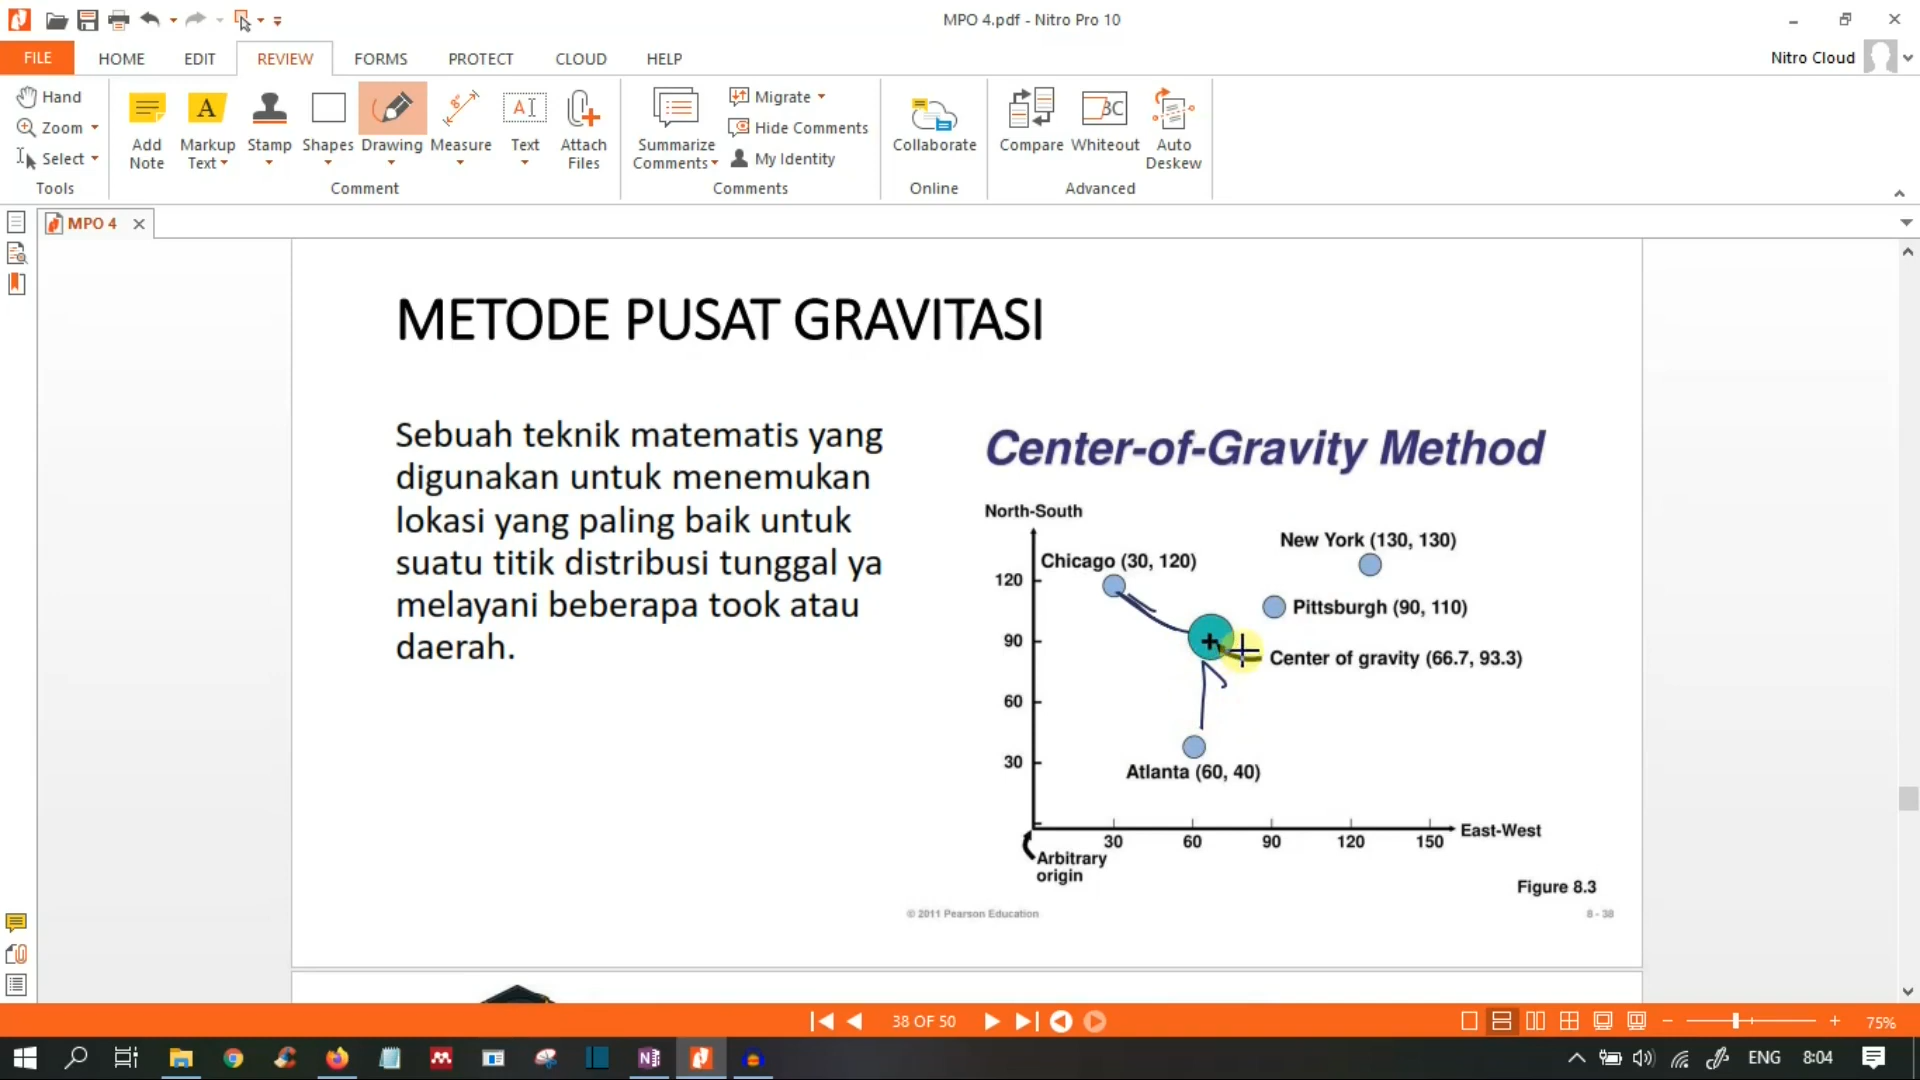 MPO 4.pdf - Nitro Pro 10
FILE
HOME
EDIT
REVIEW
FORMS
PROTECT
CLOUD
HELP
Nitro Cloud
Hand
Zoom
Select
Tools
Add
Note
Markup
Text
Stamp
Shapes
Drawing
Measure
Text
Attach
Files
Comment
Summarize
Comments
Migrate
Hide Comments
My Identity
Comments
Collaborate
Online
Compare
Whiteout
Auto
Deskew
Advanced
MPO 4
METODE PUSAT GRAVITASI
Sebuah teknik matematis yang
digunakan untuk menemukan
lokasi yang paling baik untuk
suatu titik distribusi tunggal ya
melayani beberapa took atau
daerah.
Center-of-Gravity Method
North-South
New York (130, 130)
Chicago (30, 120)
120
Pittsburgh (90, 110)
90
Center of gravity (66.7, 93.3)
60
30
Atlanta (60, 40)
East-West
30 60 90 120 150
Arbitrary
origin
Figure 8.3
© 2011 Pearson Education
8 - 38
38 OF 50
75%
ENG
8:04